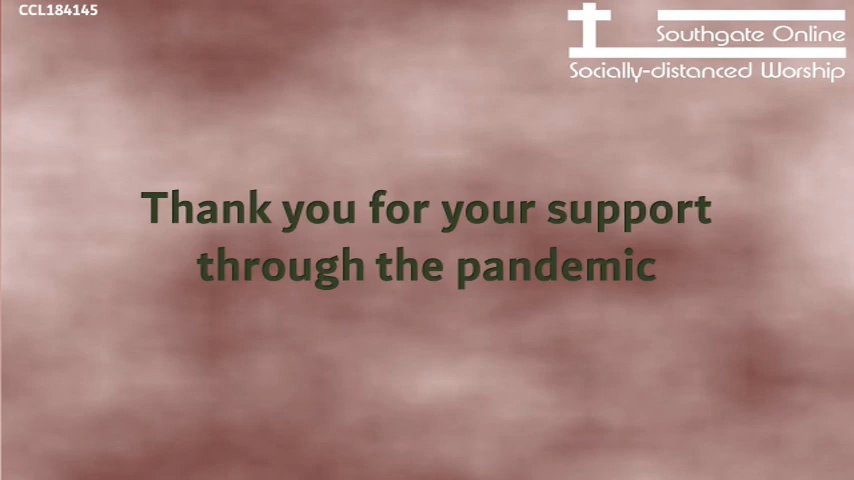 CCL184145
Southgate Online
Socially-distanced Worship
Thank you for your support
through the pandemic